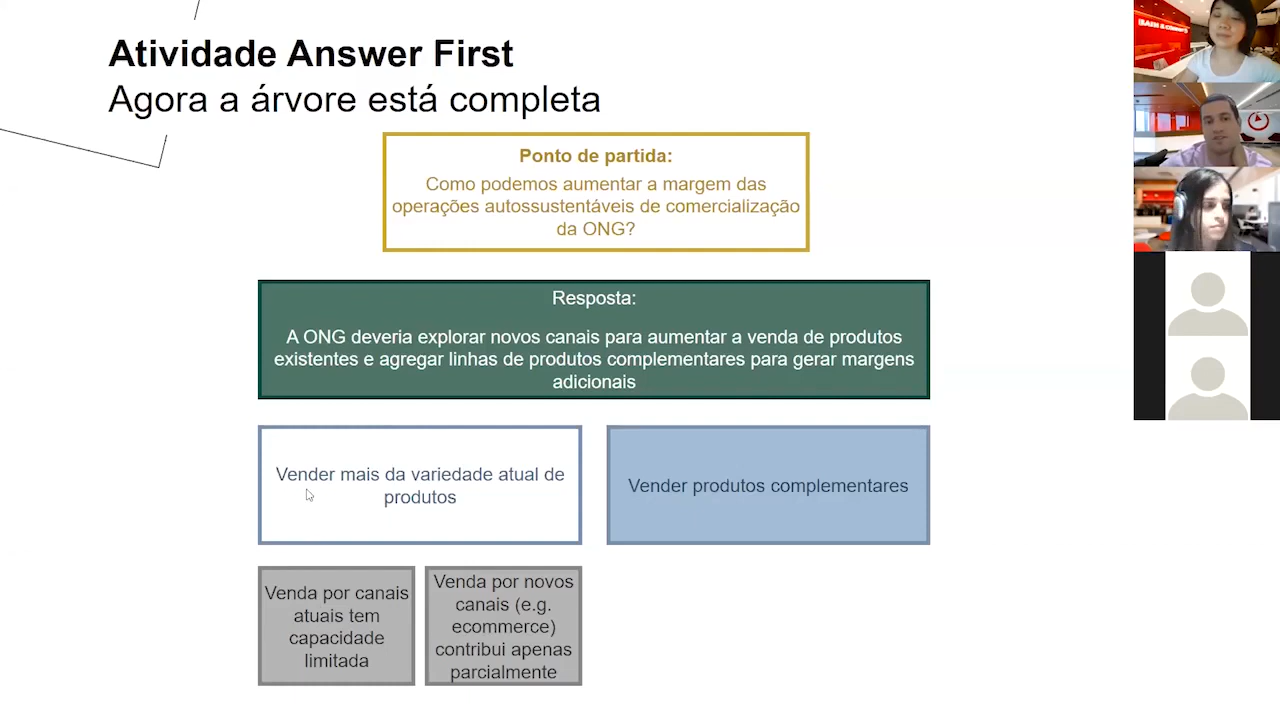 Atividade Answer First
Agora a árvore está completa
Ponto de partida:
Como podemos aumentar a margem das
operações autossustentáveis de comercialização
da ONG?
Resposta:
A ONG deveria explorar novos canais para aumentar a venda de produtos
existentes e agregar linhas de produtos complementares para gerar margens
adicionais
Vender mais da variedade atual de
produtos
Vender produtos complementares
Venda por canais
atuais tem
capacidade
limitada
Venda por novos
canais (e.g.
ecommerce)
contribui apenas
parcialmente